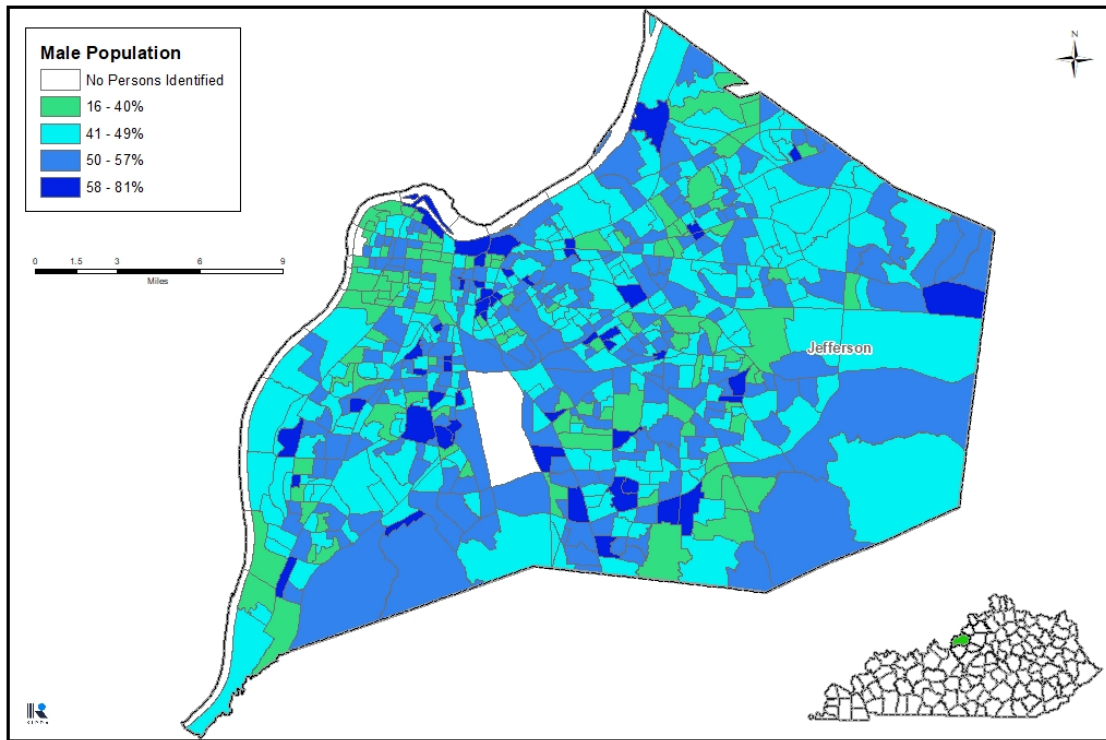 Male Population
No Persons Identified
16 - 40%
41 - 49%
50 - 57%
58 - 81%
N
0 1.5 3 6 9
Miles
Jefferson